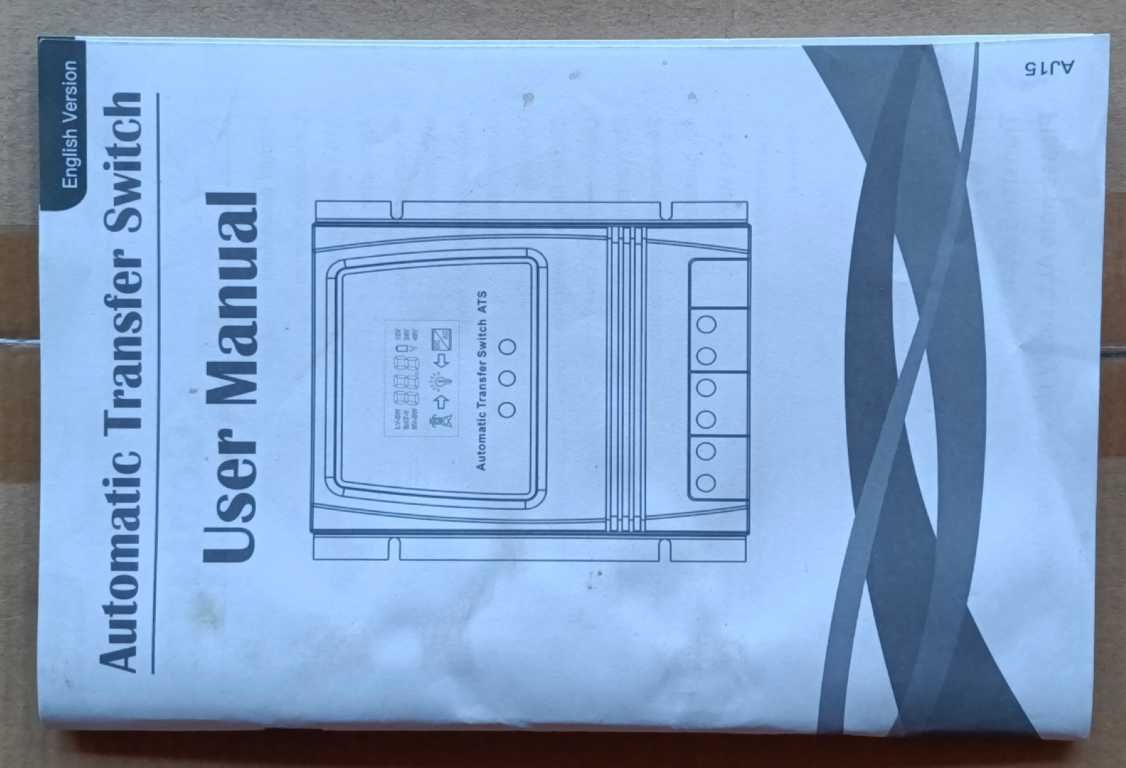 English Version
Automatic Transfer Switch
User Manual
Automatic Transfer Switch ATS
AJ15